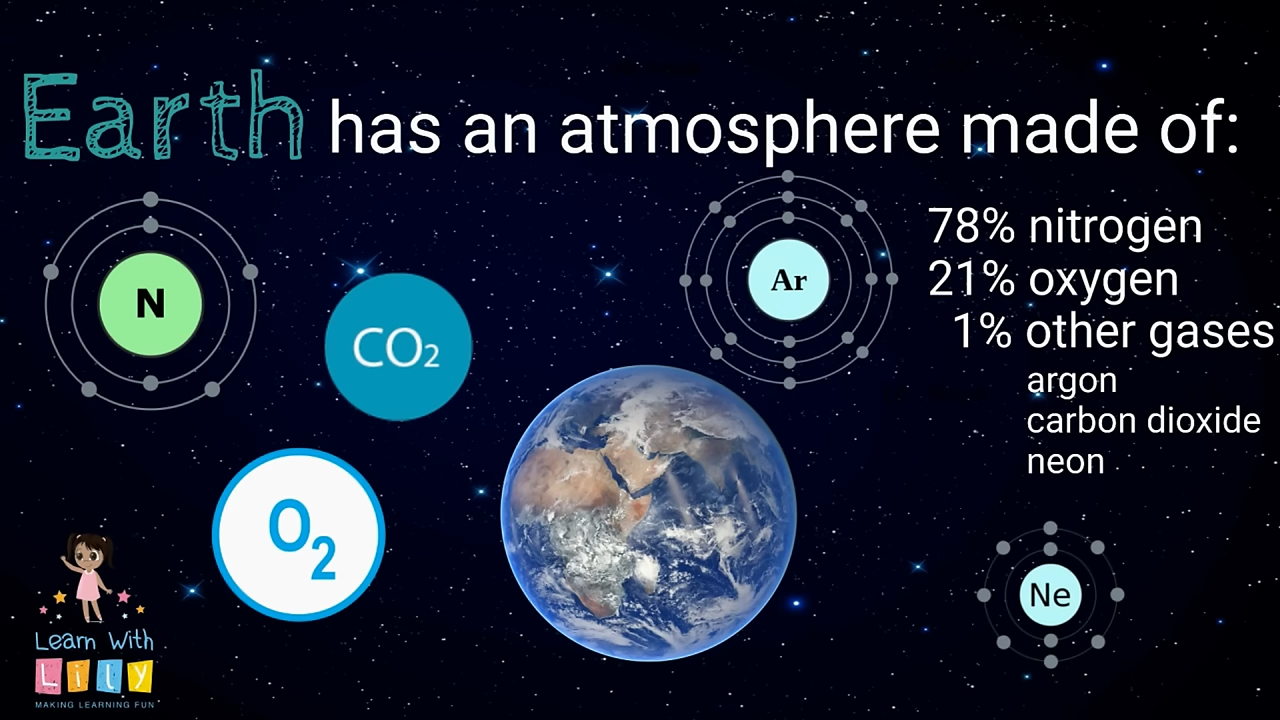 Earth has an atmosphere made of:
78% nitrogen
21% oxygen
1% other gases
argon
carbon dioxide
neon
N
CO₂
Ar
O₂
Ne
Learn With
Lily
MAKING LEARNING FUN